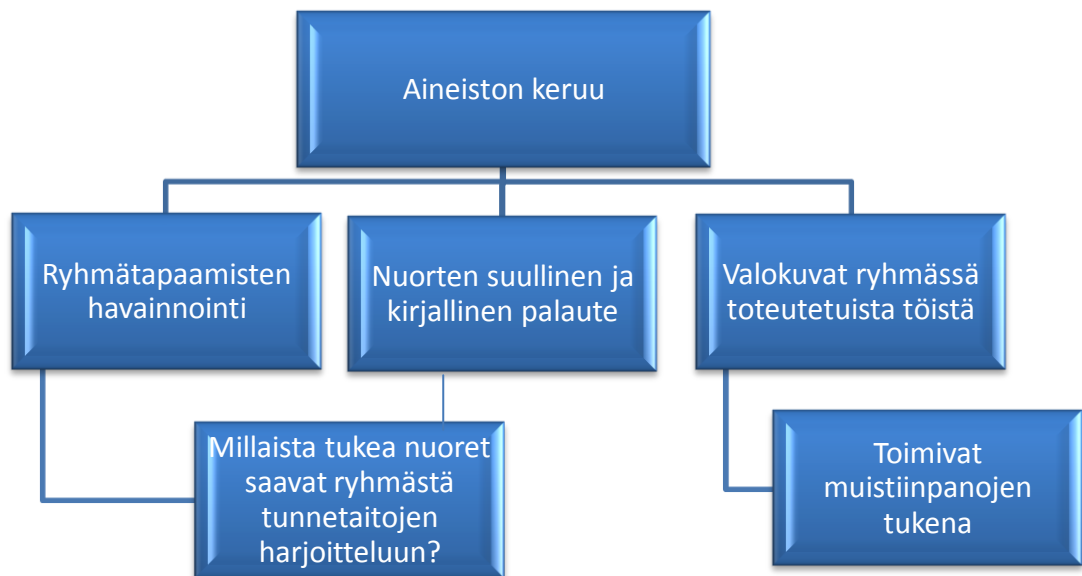 Aineiston keruu
Ryhmätapaamisten
havainnointi
Nuorten suullinen ja
kirjallinen palaute
Valokuvat ryhmässä
toteutetuista töistä
Millaista tukea nuoret
saavat ryhmästä
tunnetaitojen
harjoitteluun?
Toimivat
muistiinpanojen
tukena